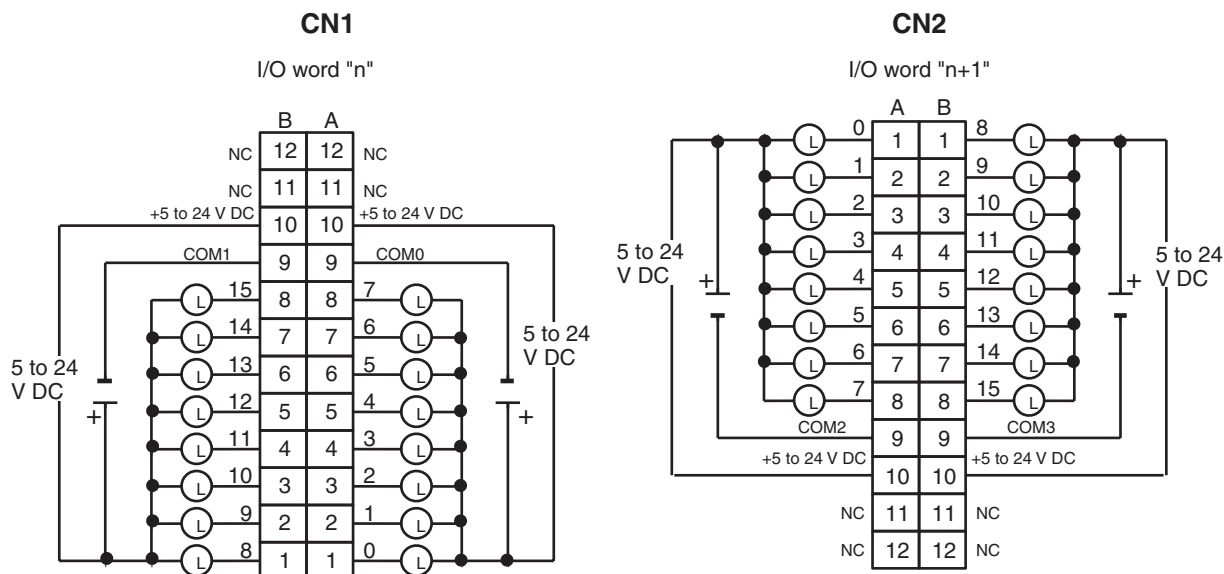 CN1
I/O word "n"
B A
NC 12 12 NC
NC 11 11 NC
+5 to 24 V DC 10 10 +5 to 24 V DC
COM1 9 9 COM0
15 8 8 7
L L
14 7 7 6
L L
13 6 6 5
L L
12 5 5 4
L L
11 4 4 3
L L
10 3 3 2
L L
9 2 2 1
L L
8 1 1 0
L L
5 to 24
V DC
+
5 to 24
V DC
+
CN2
I/O word "n+1"
A B
0 1 1 8
L L
1 2 2 9
L L
2 3 3 10
L L
3 4 4 11
L L
4 5 5 12
L L
5 6 6 13
L L
6 7 7 14
L L
7 8 8 15
L L
COM2 9 9 COM3
+5 to 24 V DC 10 10 +5 to 24 V DC
NC 11 11 NC
NC 12 12 NC
5 to 24
V DC
+
5 to 24
V DC
+